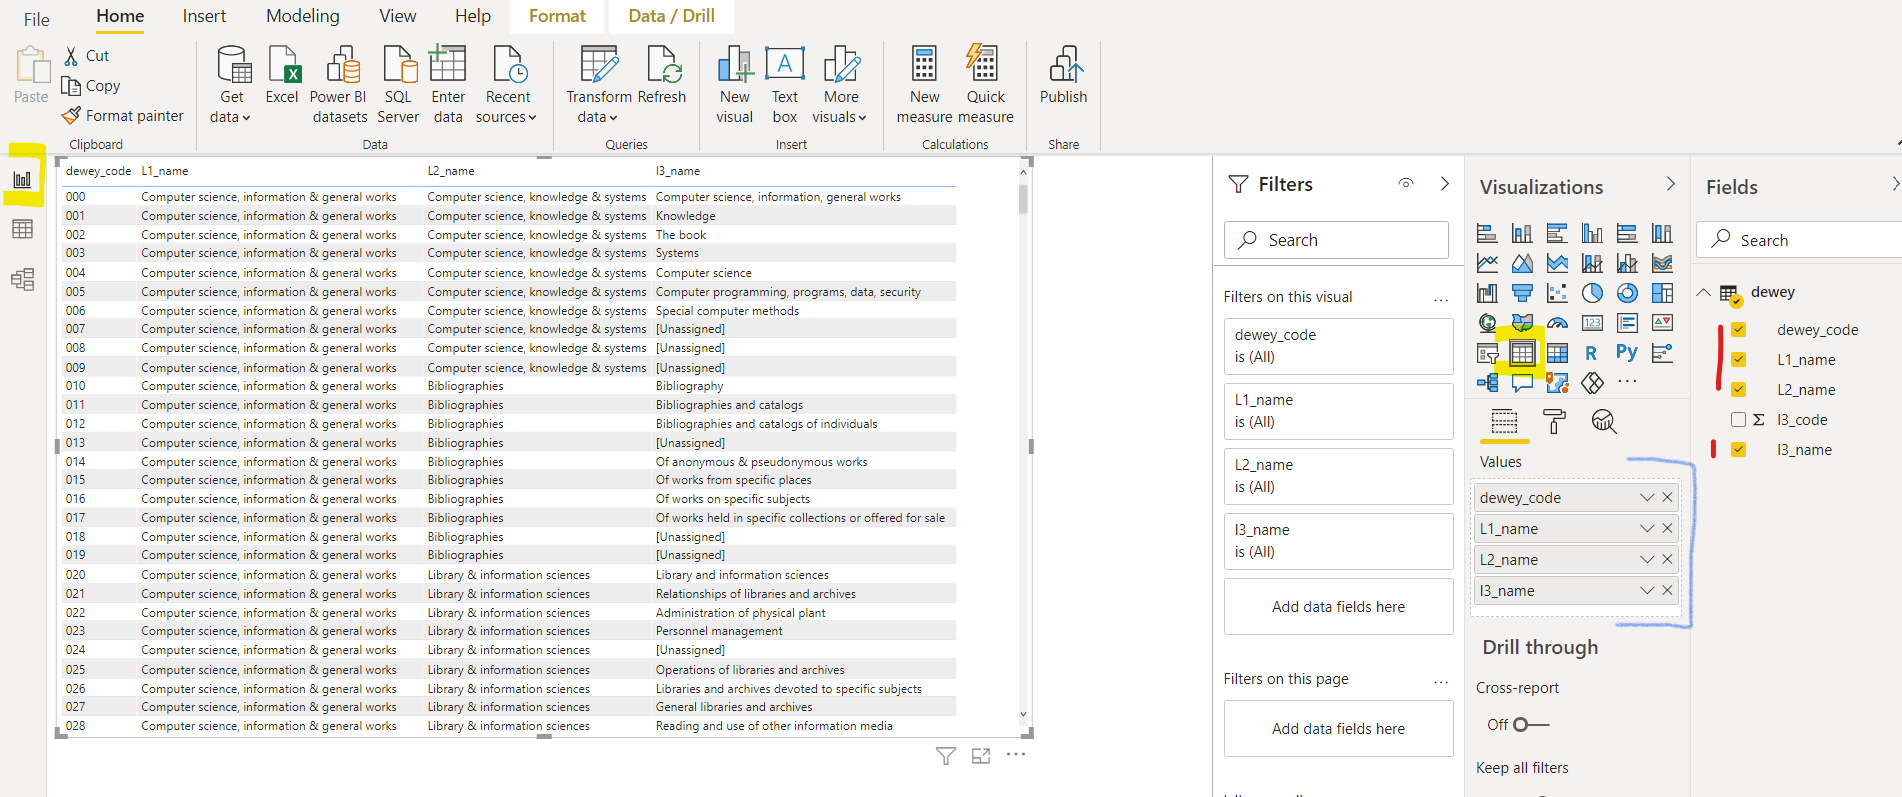 File Home Insert Modeling View Help Format Data / Drill
Paste
Cut
Copy
Format painter
Clipboard
Get data
Excel
Power BI datasets
SQL Server
Enter data
Recent sources
Data
Transform data
Refresh
Queries
New visual
Text box
More visuals
Insert
New measure
Quick measure
Calculations
Publish
Share
dewey_code L1_name L2_name l3_name
000 Computer science, information & general works Computer science, knowledge & systems Computer science, information, general works
001 Computer science, information & general works Computer science, knowledge & systems Knowledge
002 Computer science, information & general works Computer science, knowledge & systems The book
003 Computer science, information & general works Computer science, knowledge & systems Systems
004 Computer science, information & general works Computer science, knowledge & systems Computer science
005 Computer science, information & general works Computer science, knowledge & systems Computer programming, programs, data, security
006 Computer science, information & general works Computer science, knowledge & systems Special computer methods
007 Computer science, information & general works Computer science, knowledge & systems [Unassigned]
008 Computer science, information & general works Computer science, knowledge & systems [Unassigned]
009 Computer science, information & general works Computer science, knowledge & systems [Unassigned]
010 Computer science, information & general works Bibliographies Bibliography
011 Computer science, information & general works Bibliographies Bibliographies and catalogs
012 Computer science, information & general works Bibliographies Bibliographies and catalogs of individuals
013 Computer science, information & general works Bibliographies [Unassigned]
014 Computer science, information & general works Bibliographies Of anonymous & pseudonymous works
015 Computer science, information & general works Bibliographies Of works from specific places
016 Computer science, information & general works Bibliographies Of works on specific subjects
017 Computer science, information & general works Bibliographies Of works held in specific collections or offered for sale
018 Computer science, information & general works Bibliographies [Unassigned]
019 Computer science, information & general works Bibliographies [Unassigned]
020 Computer science, information & general works Library & information sciences Library and information sciences
021 Computer science, information & general works Library & information sciences Relationships of libraries and archives
022 Computer science, information & general works Library & information sciences Administration of physical plant
023 Computer science, information & general works Library & information sciences Personnel management
024 Computer science, information & general works Library & information sciences [Unassigned]
025 Computer science, information & general works Library & information sciences Operations of libraries and archives
026 Computer science, information & general works Library & information sciences Libraries and archives devoted to specific subjects
027 Computer science, information & general works Library & information sciences General libraries and archives
028 Computer science, information & general works Library & information sciences Reading and use of other information media
Filters
Search
Filters on this visual ...
dewey_code
is (All)
L1_name
is (All)
L2_name
is (All)
l3_name
is (All)
Add data fields here
Filters on this page ...
Add data fields here
Visualizations
123
R Py
...
Values
dewey_code
L1_name
L2_name
l3_name
Drill through
Cross-report
Off
Keep all filters
Fields
Search
dewey
dewey_code
L1_name
L2_name
Σ l3_code
l3_name